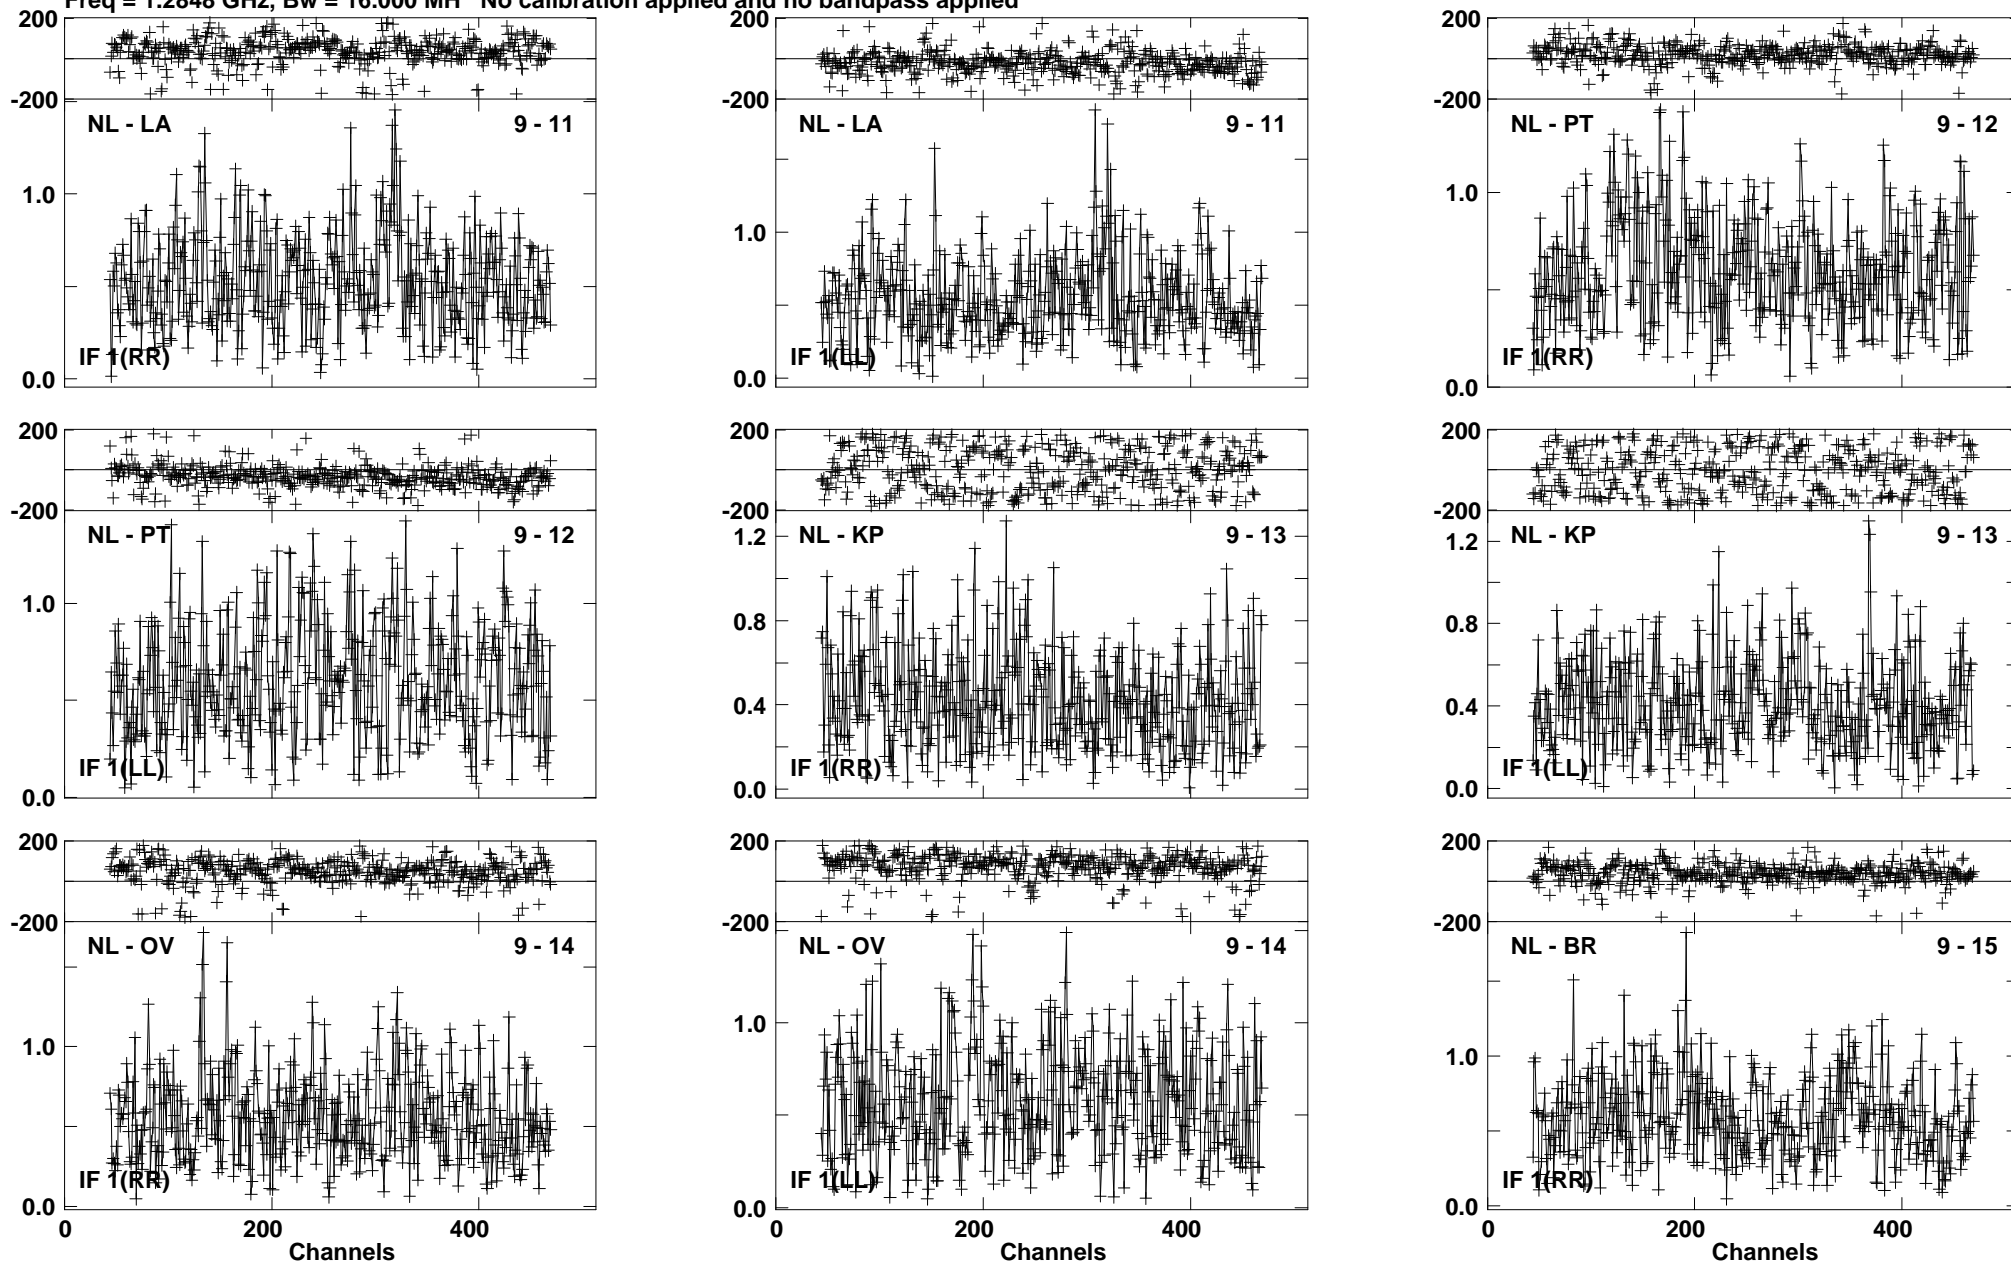 Freq = 1.2848 GHz, Bw = 16.000 MH No calibration applied and no bandpass applied
200 200 200
-200 -200 -200
NL - LA 9 - 11 NL - LA 9 - 11 NL - PT 9 - 12
1.0 1.0 1.0
IF 1(RR) IF 1(LL) IF 1(RR)
0.0 0.0 0.0
200 200 200
-200 -200 -200
NL - PT 9 - 12 NL - KP 9 - 13 NL - KP 9 - 13
1.2 1.2
1.0 0.8 0.8
0.4 0.4
IF 1(LL) IF 1(RR) IF 1(LL)
0.0 0.0 0.0
200 200 200
-200 -200 -200
NL - OV 9 - 14 NL - OV 9 - 14 NL - BR 9 - 15
1.0 1.0 1.0
IF 1(RR) IF 1(LL) IF 1(RR)
0.0 0.0 0.0
0 200 400 0 200 400 0 200 400
Channels Channels Channels